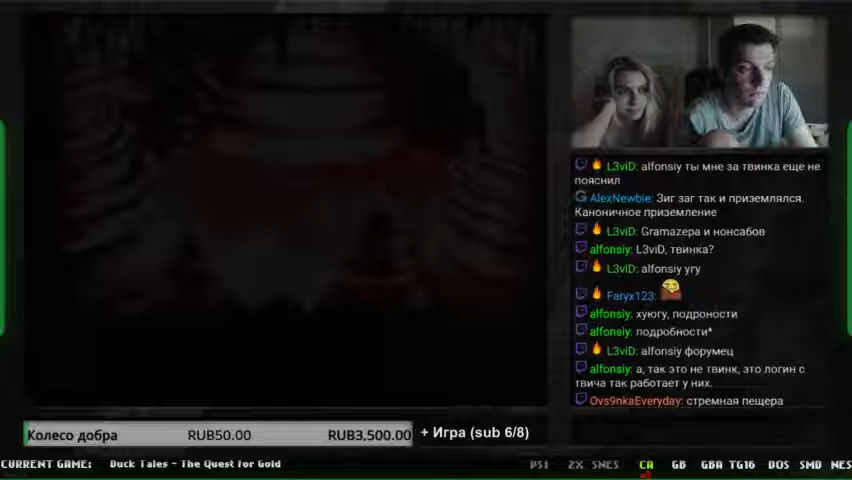 L3viD: alfonsiy ты мне за твинка еще не
пояснил
AlexNewbie: Зиг заг так и приземлялся.
Каноничное приземление
L3viD: Gramazepa и нонсабов
alfonsiy: L3viD, твинка?
L3viD: alfonsiy угу
Faryx123:
alfonsiy: хуюгу, подроности
alfonsiy: подробности*
L3viD: alfonsiy форумец
alfonsiy: а, так это не твинк, это логин с
твича так работает у них.
Ovs9nkaEveryday: стремная пещера
Колесо добра RUB50.00 RUB3,500.00 + Игра (sub 6/8)
CURRENT GAME: Duck Tales - The Quest for Gold PS1 2X SNES CA GB GBA TG16 DOS SMB NES